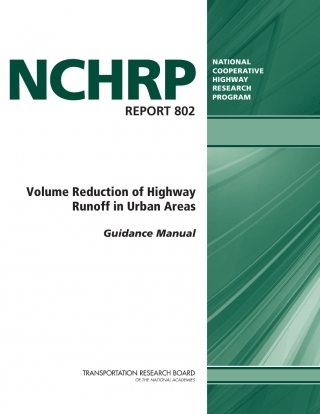 NCHRP
REPORT 802
NATIONAL
COOPERATIVE
HIGHWAY
RESEARCH
PROGRAM
Volume Reduction of Highway
Runoff in Urban Areas
Guidance Manual
TRANSPORTATION RESEARCH BOARD
OF THE NATIONAL ACADEMIES